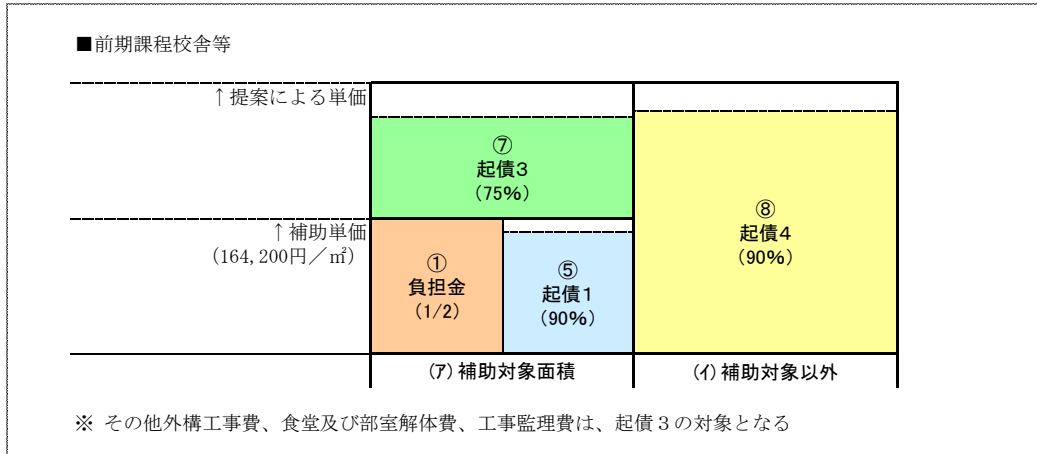 ■前期課程校舎等
↑提案による単価
⑦
起債3
(75%)
⑧
起債4
(90%)
↑補助単価
(164,200円/㎡)
①
負担金
(1/2)
⑤
起債1
(90%)
(ア)補助対象面積
(イ)補助対象以外
※ その他外構工事費、食堂及び部室解体費、工事監理費は、起債3の対象となる